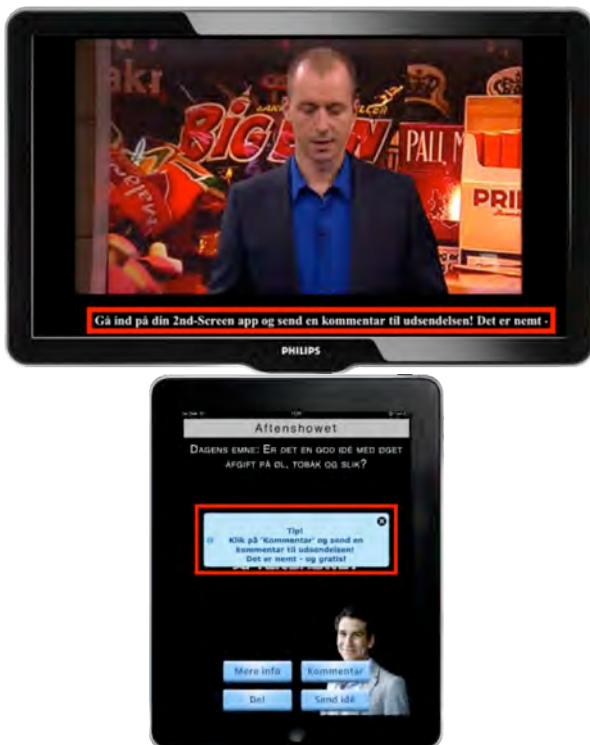 BIG BEN
PALL M
PRI
Gå ind på din 2nd-Screen app og send en kommentar til udsendelsen! Det er nemt -
PHILIPS
Aftenshowet
DAGENS EMNE: ER DET EN GOD IDÉ MED ØGET
AFGIFT PÅ ØL, TOBAK OG SLIK?
Tip!
Klik på 'Kommentar' og send en
kommentar til udsendelsen!
Det er nemt - og gratis!
Mere info
Kommentar
Del
Send idé